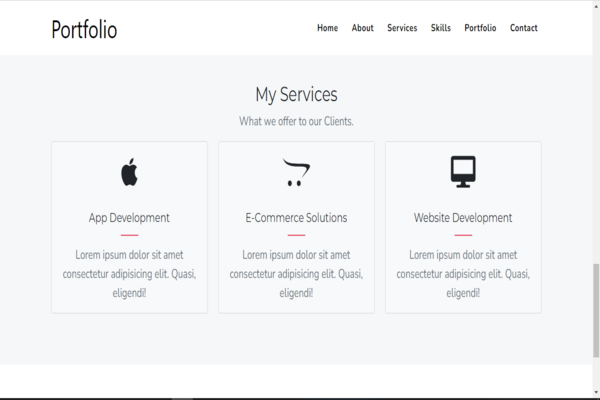 Portfolio
Home About Services Skills Portfolio Contact
My Services
What we offer to our Clients.
App Development
Lorem ipsum dolor sit amet
consectetur adipisicing elit. Quasi,
eligendi!
E-Commerce Solutions
Lorem ipsum dolor sit amet
consectetur adipisicing elit. Quasi,
eligendi!
Website Development
Lorem ipsum dolor sit amet
consectetur adipisicing elit. Quasi,
eligendi!